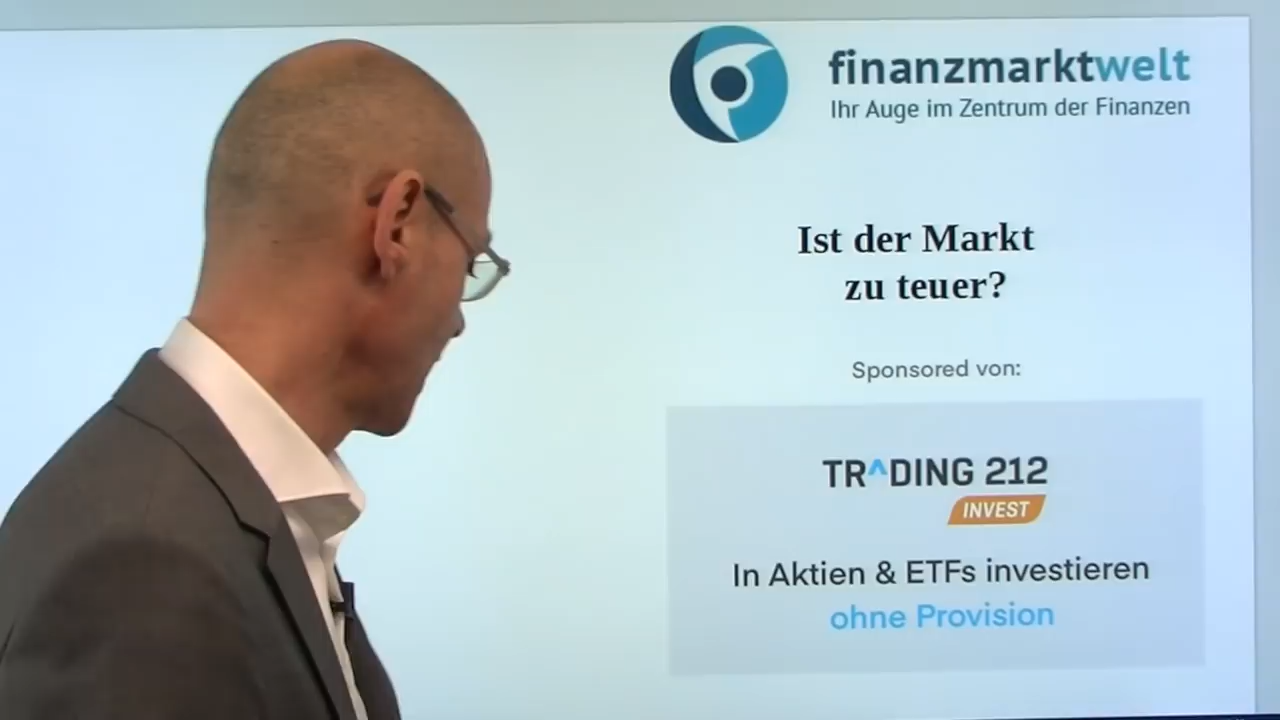 finanzmarktwelt
Ihr Auge im Zentrum der Finanzen
Ist der Markt
zu teuer?
Sponsored von:
TR^DING 212
INVEST
In Aktien & ETFs investieren
ohne Provision